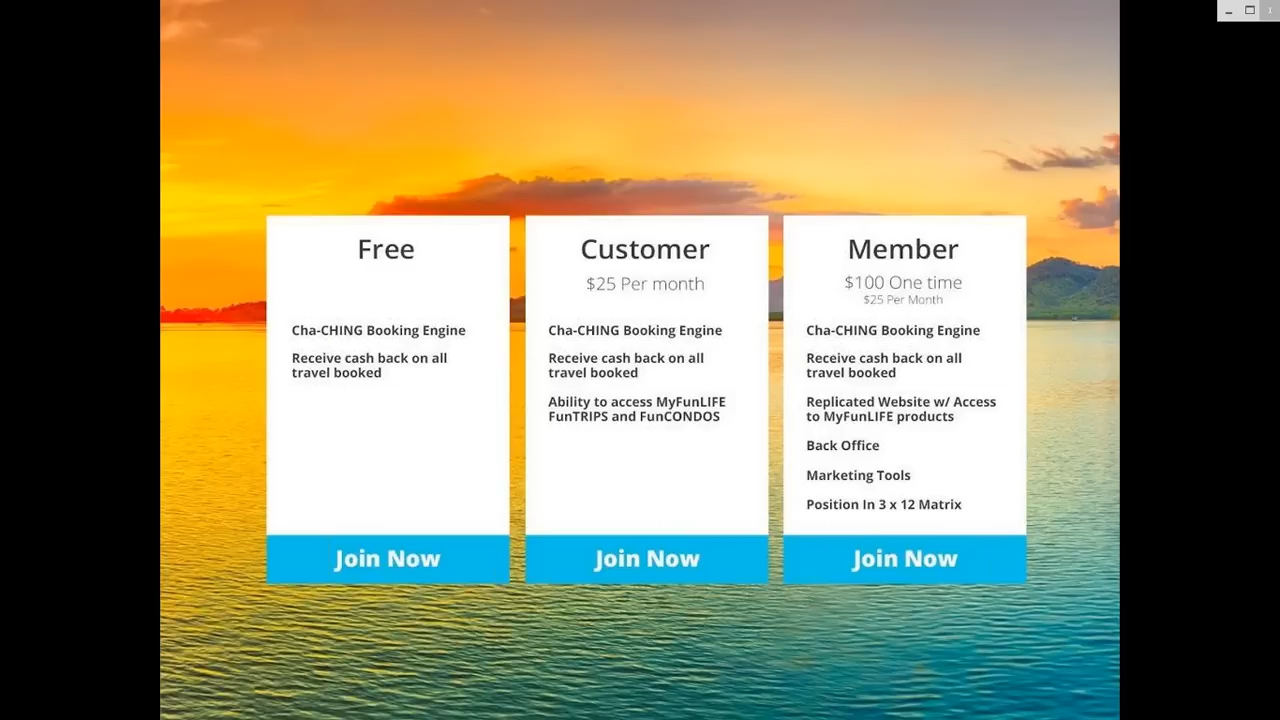 Free
Cha-CHING Booking Engine
Receive cash back on all
travel booked
Join Now
Customer
$25 Per month
Cha-CHING Booking Engine
Receive cash back on all
travel booked
Ability to access MyFunLIFE
FunTRIPS and FunCONDOS
Join Now
Member
$100 One time
$25 Per Month
Cha-CHING Booking Engine
Receive cash back on all
travel booked
Replicated Website w/ Access
to MyFunLIFE products
Back Office
Marketing Tools
Position In 3 x 12 Matrix
Join Now